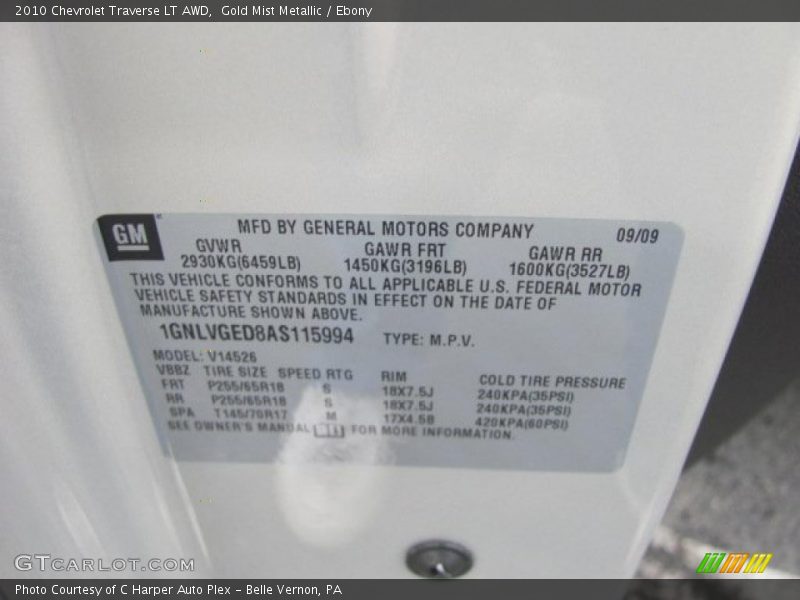 2010 Chevrolet Traverse LT AWD, Gold Mist Metallic / Ebony
GM
MFD BY GENERAL MOTORS COMPANY 09/09
GVWR GAWR FRT GAWR RR
2930KG(6459LB) 1450KG(3196LB) 1600KG(3527LB)
THIS VEHICLE CONFORMS TO ALL APPLICABLE U.S. FEDERAL MOTOR
VEHICLE SAFETY STANDARDS IN EFFECT ON THE DATE OF
MANUFACTURE SHOWN ABOVE.
1GNLVGED8AS115994 TYPE: M.P.V.
MODEL: V14526
VBBZ TIRE SIZE SPEED RTG RIM COLD TIRE PRESSURE
FRT P255/65R18 S 18X7.5J 240KPA(35PSI)
RR P255/65R18 S 18X7.5J 240KPA(35PSI)
SPA T145/70R17 M 17X4.5B 420KPA(60PSI)
SEE OWNER'S MANUAL FOR MORE INFORMATION.
GTCARLOT.COM
Photo Courtesy of C Harper Auto Plex – Belle Vernon, PA